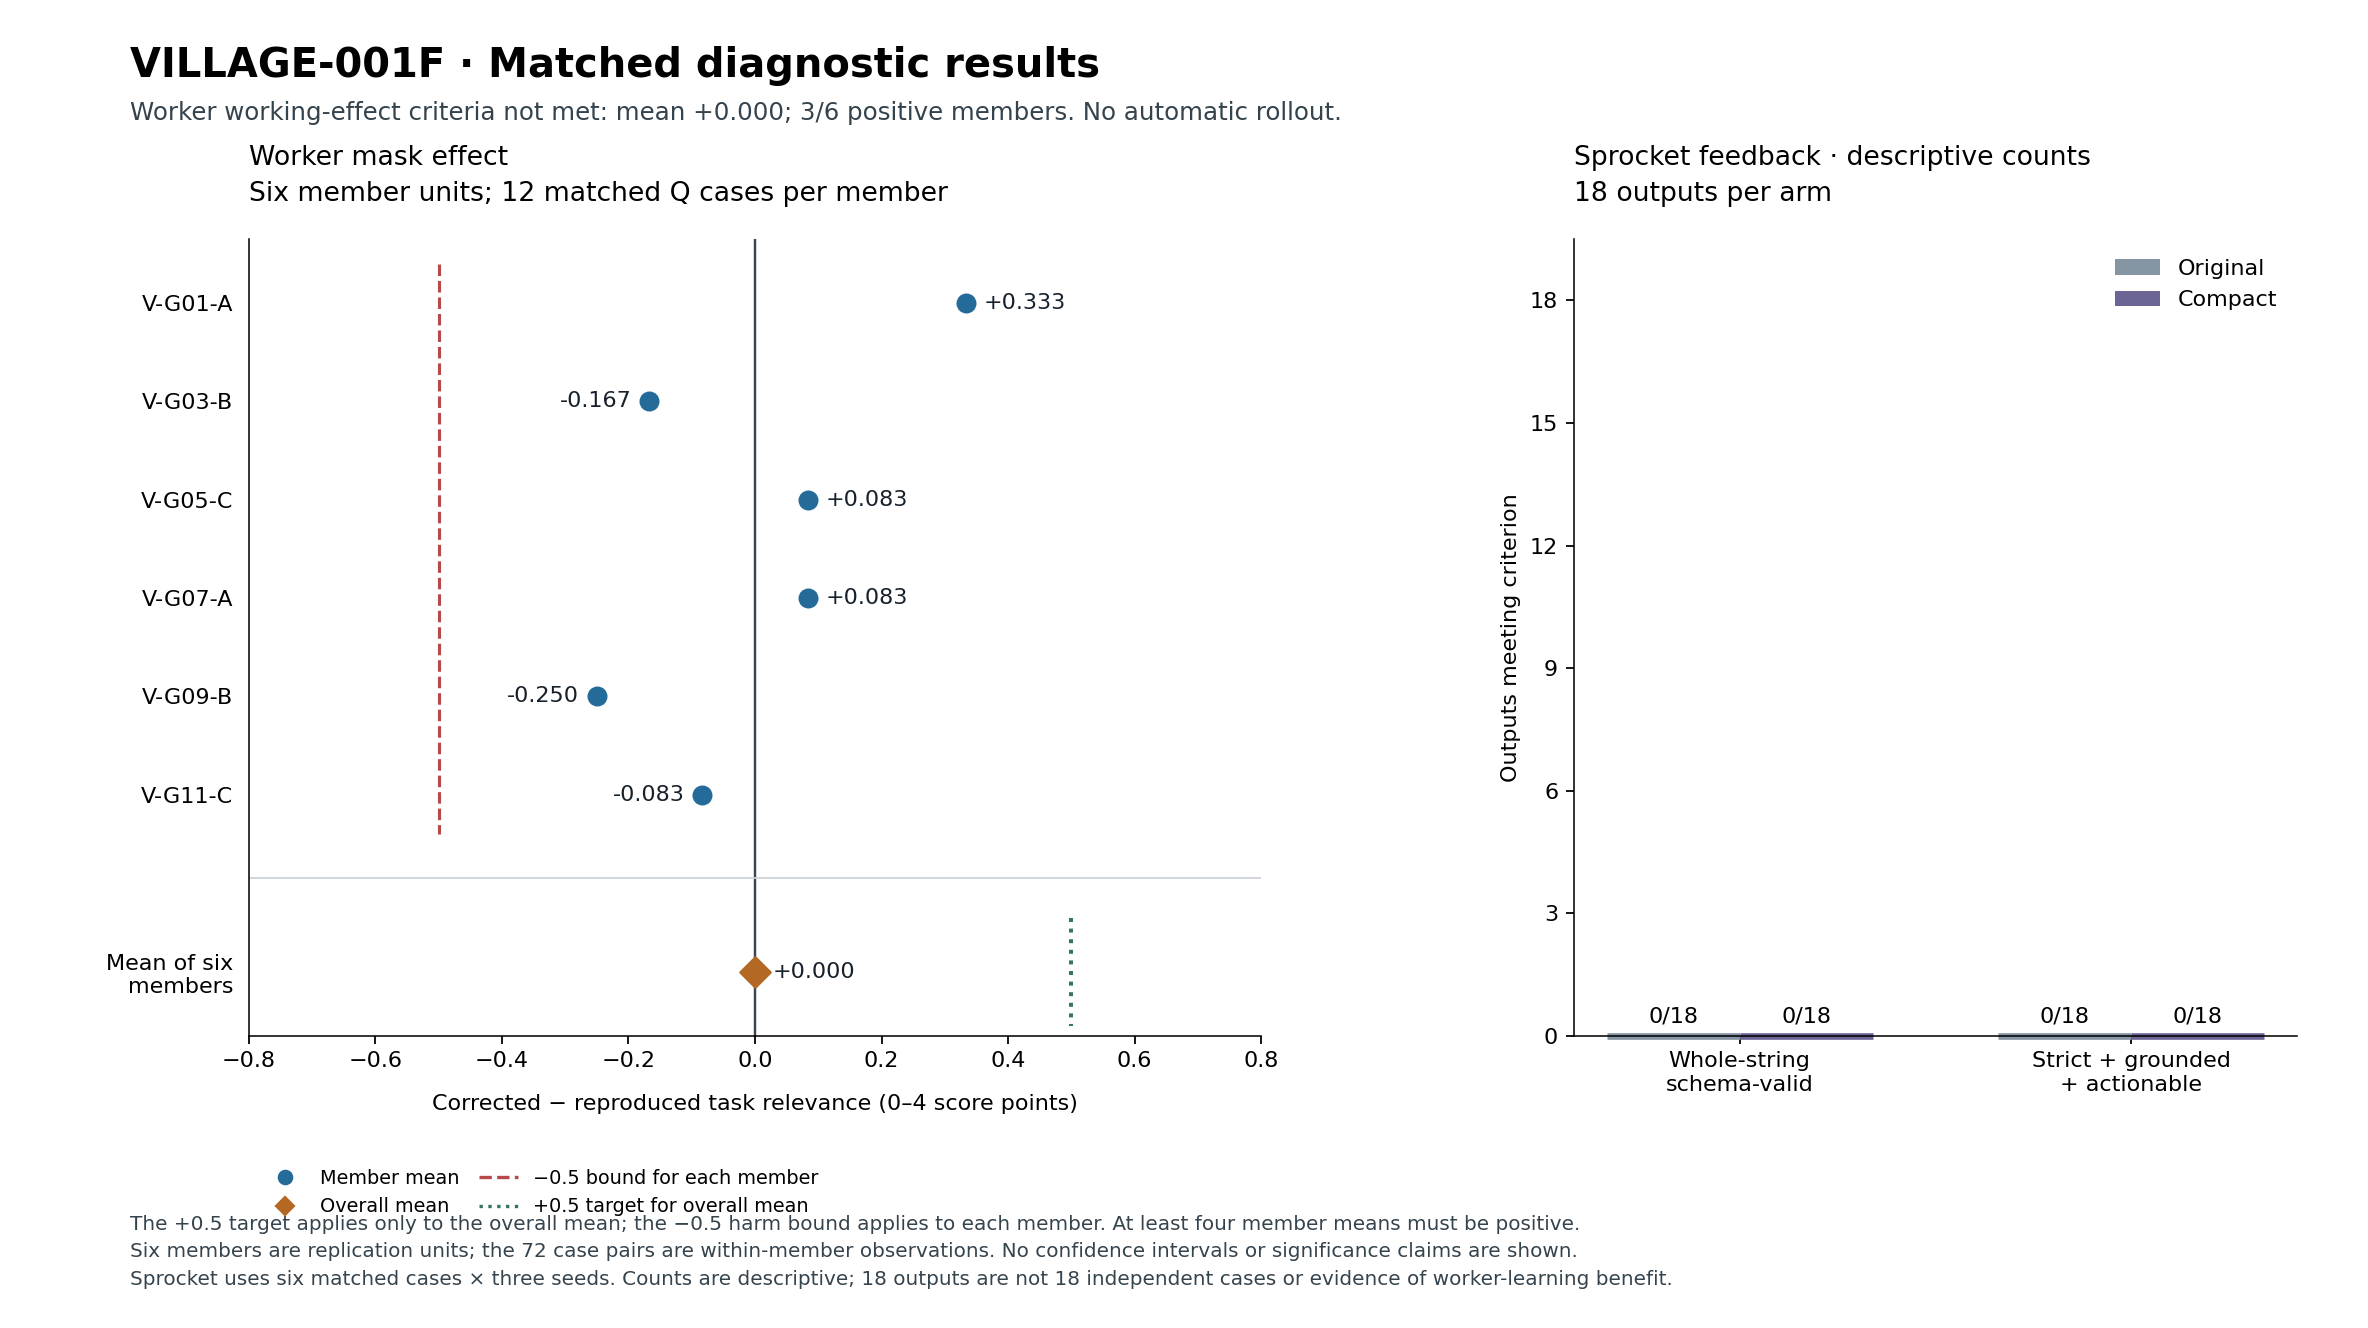 VILLAGE-001F · Matched diagnostic results
Worker working-effect criteria not met: mean +0.000; 3/6 positive members. No automatic rollout.
Worker mask effect
Six member units; 12 matched Q cases per member
V-G01-A
+0.333
V-G03-B
-0.167
V-G05-C
+0.083
V-G07-A
+0.083
V-G09-B
-0.250
V-G11-C
-0.083
Mean of six
members
+0.000
−0.8 −0.6 −0.4 −0.2 0.0 0.2 0.4 0.6 0.8
Corrected − reproduced task relevance (0–4 score points)
Member mean
Overall mean
−0.5 bound for each member
+0.5 target for overall mean
Sprocket feedback · descriptive counts
18 outputs per arm
Original
Compact
Outputs meeting criterion
18
15
12
9
6
3
0
0/18 0/18 0/18 0/18
Whole-string
schema-valid
Strict + grounded
+ actionable
The +0.5 target applies only to the overall mean; the −0.5 harm bound applies to each member. At least four member means must be positive.
Six members are replication units; the 72 case pairs are within-member observations. No confidence intervals or significance claims are shown.
Sprocket uses six matched cases × three seeds. Counts are descriptive; 18 outputs are not 18 independent cases or evidence of worker-learning benefit.